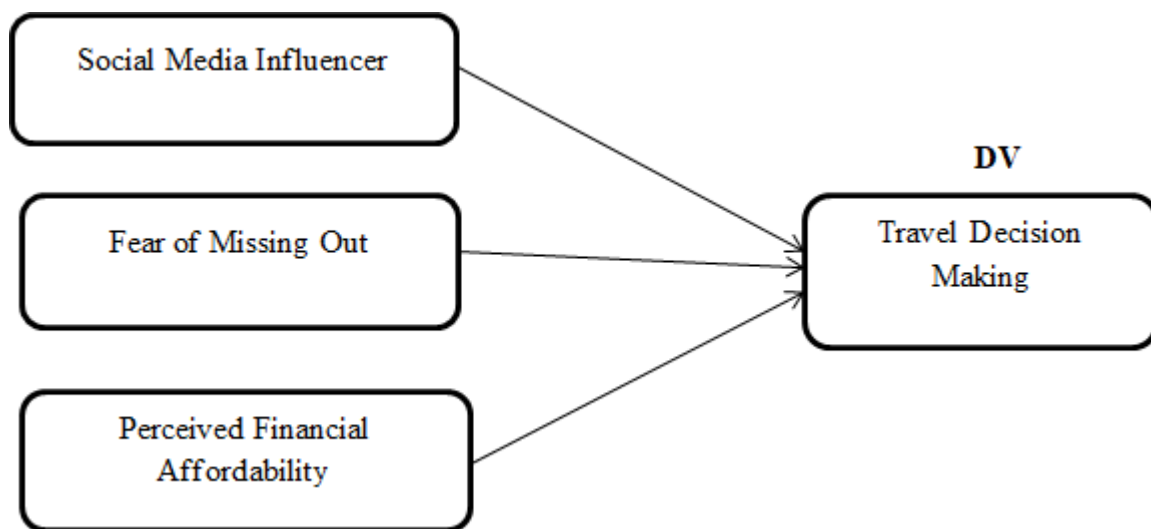 Social Media Influencer
DV
Travel Decision
Making
Fear of Missing Out
Perceived Financial
Affordability